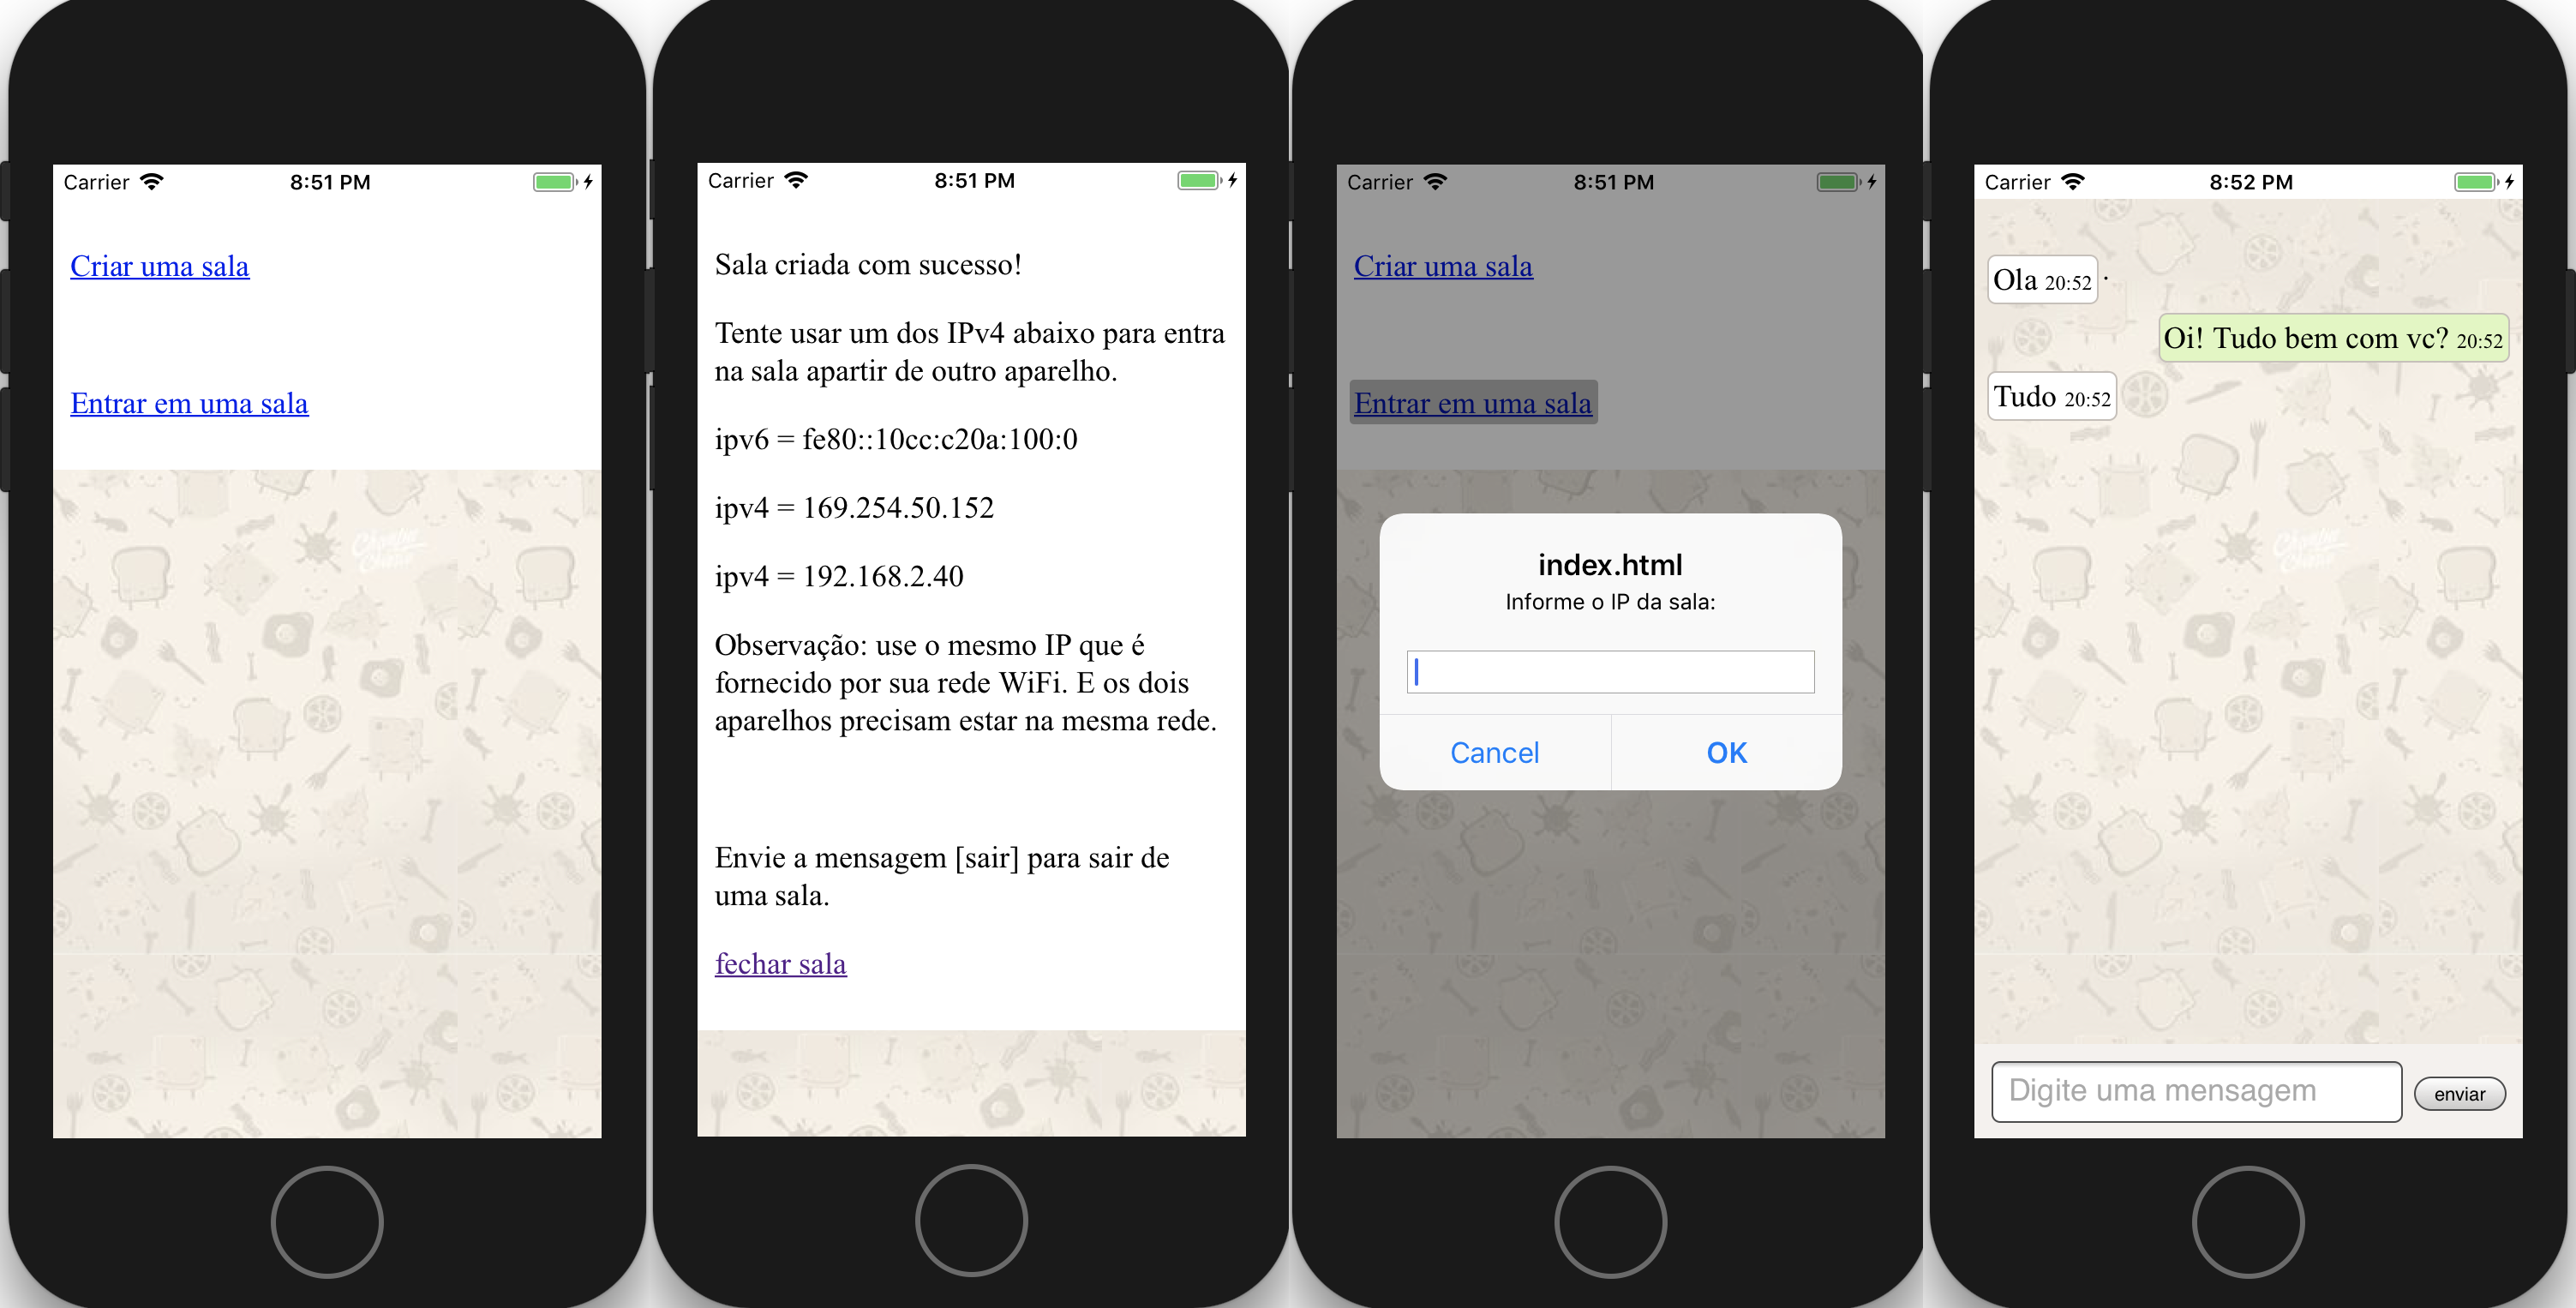 Carrier 8:51 PM
Criar uma sala
Entrar em uma sala
Carrier 8:51 PM
Sala criada com sucesso!
Tente usar um dos IPv4 abaixo para entra
na sala apartir de outro aparelho.
ipv6 = fe80::10cc:c20a:100:0
ipv4 = 169.254.50.152
ipv4 = 192.168.2.40
Observação: use o mesmo IP que é
fornecido por sua rede WiFi. E os dois
aparelhos precisam estar na mesma rede.
Envie a mensagem [sair] para sair de
uma sala.
fechar sala
Carrier 8:51 PM
Criar uma sala
Entrar em uma sala
index.html
Informe o IP da sala:
Cancel OK
Carrier 8:52 PM
Ola 20:52 .
Oi! Tudo bem com vc? 20:52
Tudo 20:52
Digite uma mensagem enviar